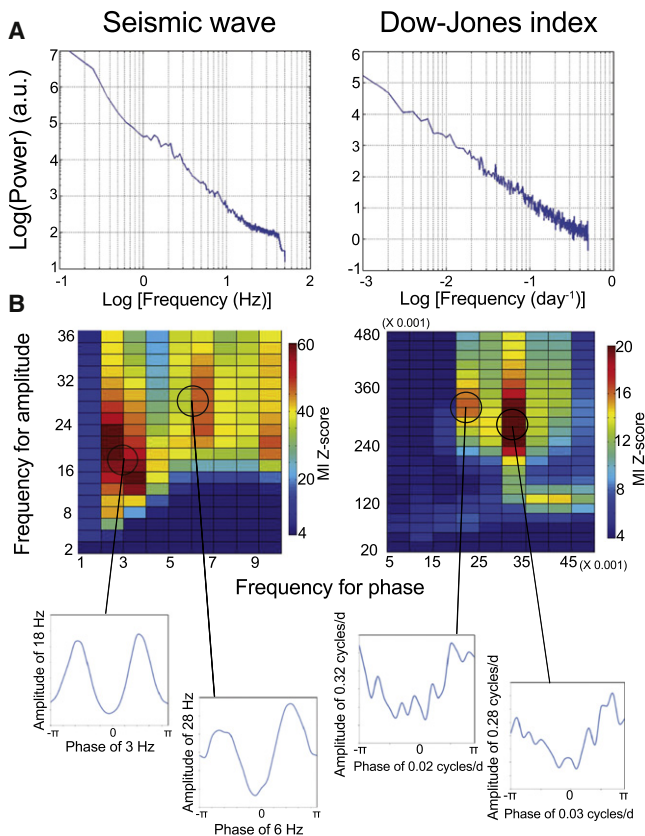 Seismic wave
Dow-Jones index
A
Log(Power) (a.u.)
7
6
5
4
3
2
1
-1
0
1
2
Log [Frequency (Hz)]
6
5
4
3
2
1
0
-1
-3
-2
-1
0
Log [Frequency (day⁻¹)]
B
Frequency for amplitude
36
32
24
16
8
2
1
3
5
7
9
60
40
20
4
MI Z-score
(X 0.001)
480
360
240
120
20
5
15
25
35
45
(X 0.001)
20
16
12
8
4
MI Z-score
Frequency for phase
Amplitude of 18 Hz
-π
0
π
Phase of 3 Hz
Amplitude of 28 Hz
-π
0
π
Phase of 6 Hz
Amplitude of 0.32 cycles/d
-π
0
π
Phase of 0.02 cycles/d
Amplitude of 0.28 cycles/d
-π
0
π
Phase of 0.03 cycles/d